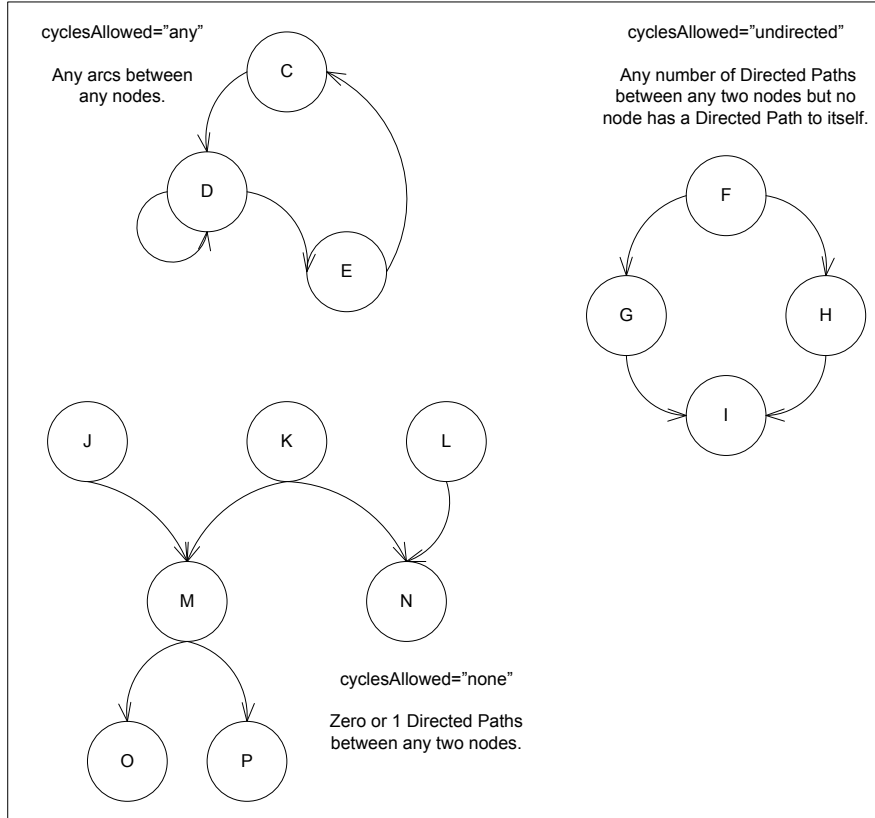 cyclesAllowed=”any”
Any arcs between
any nodes.
C
D
E
cyclesAllowed=”undirected”
Any number of Directed Paths
between any two nodes but no
node has a Directed Path to itself.
F
G
H
I
J
K
L
M
N
O
P
cyclesAllowed=”none”
Zero or 1 Directed Paths
between any two nodes.